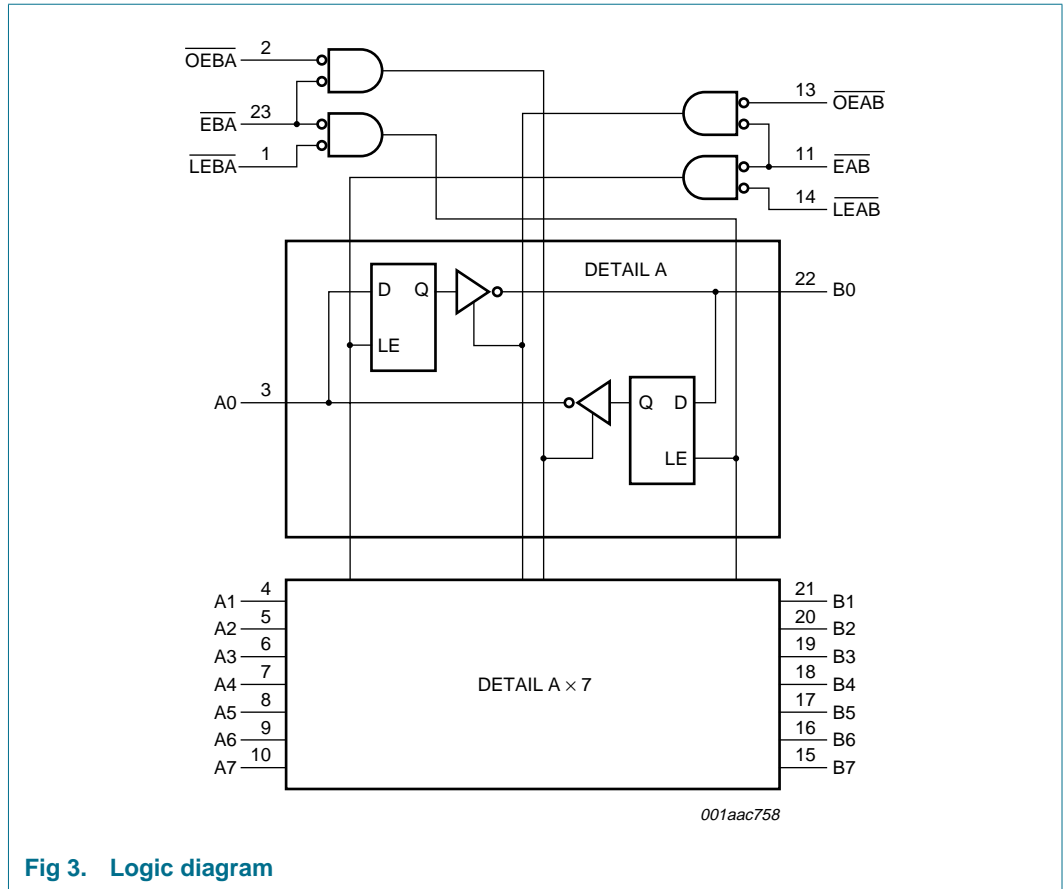 OEBA 2
EBA 23
LEBA 1
13 OEAB
11 EAB
14 LEAB
DETAIL A
D Q
LE
22 B0
A0 3
Q D
LE
A1 4
A2 5
A3 6
A4 7
A5 8
A6 9
A7 10
DETAIL A × 7
21 B1
20 B2
19 B3
18 B4
17 B5
16 B6
15 B7
001aac758
Fig 3. Logic diagram